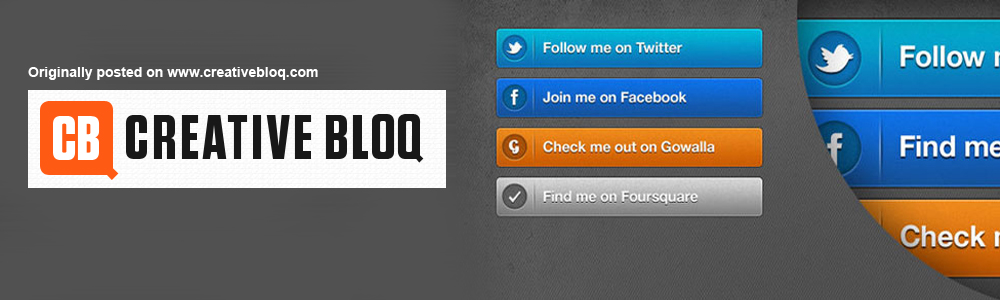 Originally posted on www.creativebloq.com
CB CREATIVE BLOQ
Follow me on Twitter
f Join me on Facebook
Check me out on Gowalla
Find me on Foursquare
Follow
f Find me
Check